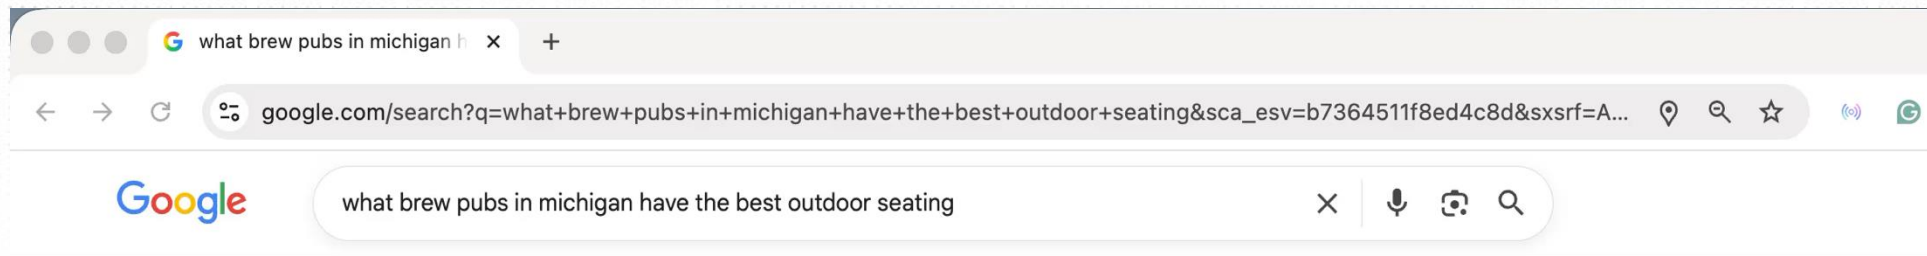 what brew pubs in michigan h
google.com/search?q=what+brew+pubs+in+michigan+have+the+best+outdoor+seating&sca_esv=b7364511f8ed4c8d&sxsrf=A...
Google
what brew pubs in michigan have the best outdoor seating